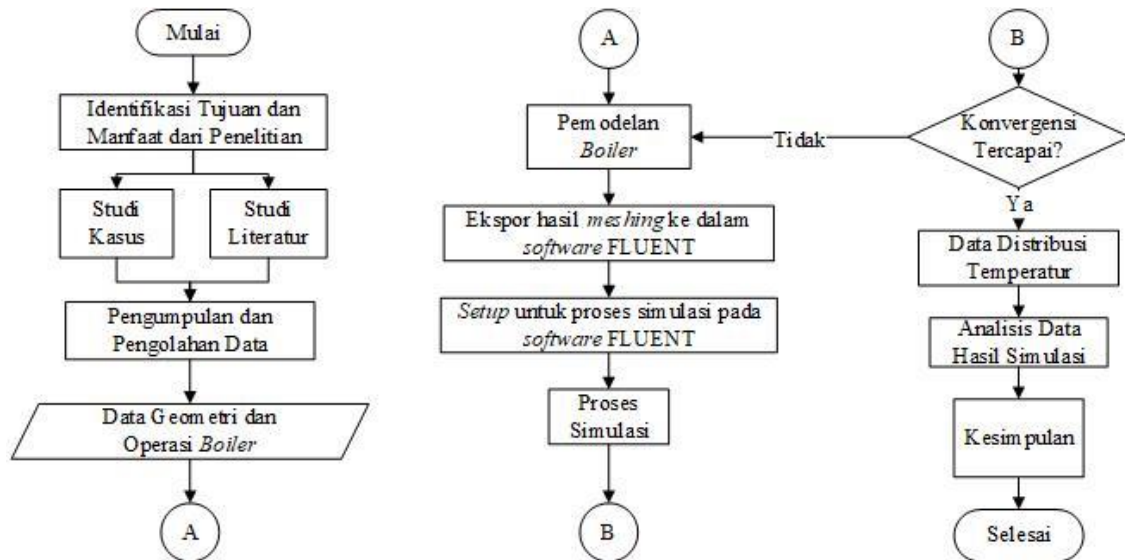 Mulai
Identifikasi Tujuan dan
Manfaat dari Penelitian
Studi
Kasus
Studi
Literatur
Pengumpulan dan
Pengolahan Data
Data Geometri dan
Operasi Boiler
A
A
Pemodelan
Boiler
Ekspor hasil meshing ke dalam
software FLUENT
Setup untuk proses simulasi pada
software FLUENT
Proses
Simulasi
B
B
Konvergensi
Tercapai?
Tidak
Ya
Data Distribusi
Temperatur
Analisis Data
Hasil Simulasi
Kesimpulan
Selesai